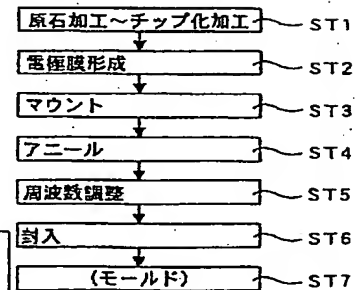 原石加工～チップ化加工 ST1
電極膜形成 ST2
マウント ST3
アニール ST4
周波数調整 ST5
封入 ST6
(モールド) ST7